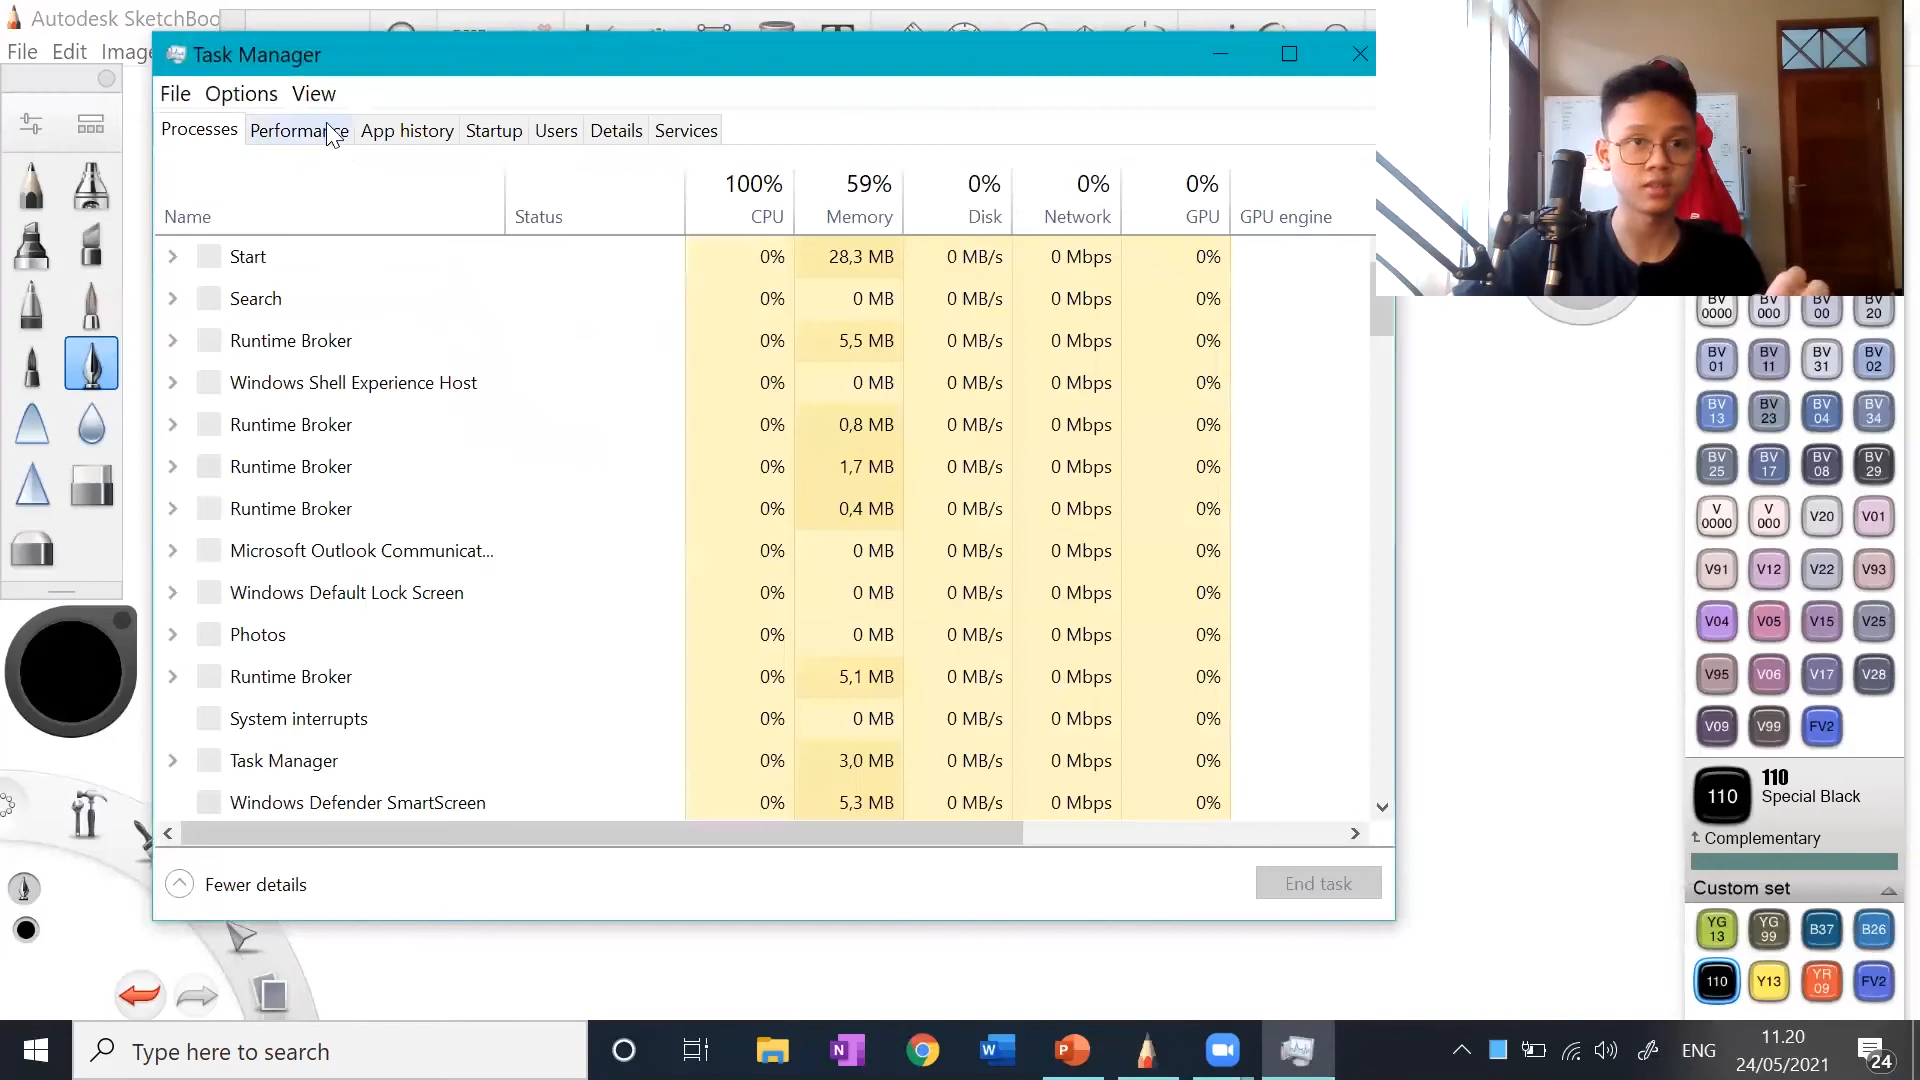 Autodesk SketchBoo
File Edit Image
Task Manager
File Options View
Processes Performance App history Startup Users Details Services
100% 59% 0% 0% 0%
Name Status CPU Memory Disk Network GPU GPU engine
Start 0% 28,3 MB 0 MB/s 0 Mbps 0%
Search 0% 0 MB 0 MB/s 0 Mbps 0%
Runtime Broker 0% 5,5 MB 0 MB/s 0 Mbps 0%
Windows Shell Experience Host 0% 0 MB 0 MB/s 0 Mbps 0%
Runtime Broker 0% 0,8 MB 0 MB/s 0 Mbps 0%
Runtime Broker 0% 1,7 MB 0 MB/s 0 Mbps 0%
Runtime Broker 0% 0,4 MB 0 MB/s 0 Mbps 0%
Microsoft Outlook Communicat... 0% 0 MB 0 MB/s 0 Mbps 0%
Windows Default Lock Screen 0% 0 MB 0 MB/s 0 Mbps 0%
Photos 0% 0 MB 0 MB/s 0 Mbps 0%
Runtime Broker 0% 5,1 MB 0 MB/s 0 Mbps 0%
System interrupts 0% 0 MB 0 MB/s 0 Mbps 0%
Task Manager 0% 3,0 MB 0 MB/s 0 Mbps 0%
Windows Defender SmartScreen 0% 5,3 MB 0 MB/s 0 Mbps 0%
Fewer details End task
BV 0000 BV 000 BV 00 BV 20
BV 01 BV 11 BV 31 BV 02
BV 13 BV 23 BV 04 BV 34
BV 25 BV 17 BV 08 BV 29
V 0000 V 000 V20 V01
V91 V12 V22 V93
V04 V05 V15 V25
V95 V06 V17 V28
V09 V99 FV2
110
110 Special Black
Complementary
Custom set
YG 13 YG 99 B37 B26
110 Y13 YR 09 FV2
Type here to search
ENG
11.20
24/05/2021
24